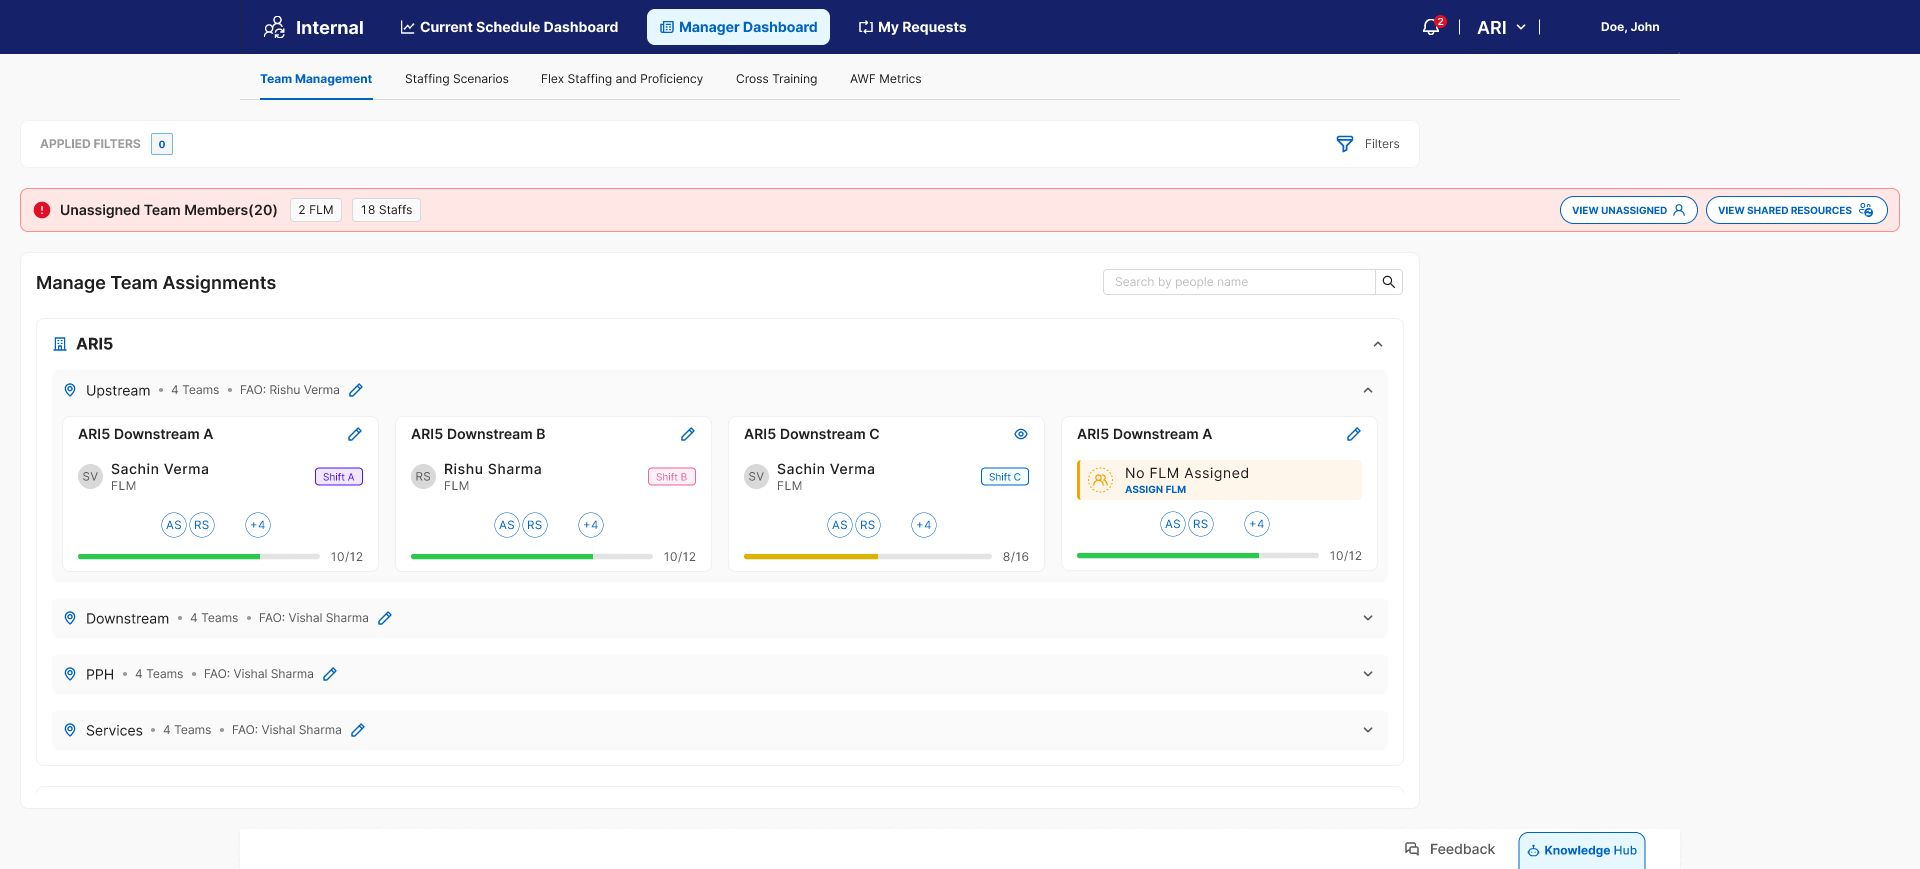 Internal
Current Schedule Dashboard
Manager Dashboard
My Requests
2
ARI
Doe, John
Team Management
Staffing Scenarios
Flex Staffing and Proficiency
Cross Training
AWF Metrics
APPLIED FILTERS 0
Filters
Unassigned Team Members(20) 2 FLM 18 Staffs
VIEW UNASSIGNED
VIEW SHARED RESOURCES
Manage Team Assignments
Search by people name
ARI5
Upstream • 4 Teams • FAO: Rishu Verma
ARI5 Downstream A
SV
Sachin Verma
FLM
Shift A
AS RS +4
10/12
ARI5 Downstream B
RS
Rishu Sharma
FLM
Shift B
AS RS +4
10/12
ARI5 Downstream C
SV
Sachin Verma
FLM
Shift C
AS RS +4
8/16
ARI5 Downstream A
No FLM Assigned
ASSIGN FLM
AS RS +4
10/12
Downstream • 4 Teams • FAO: Vishal Sharma
PPH • 4 Teams • FAO: Vishal Sharma
Services • 4 Teams • FAO: Vishal Sharma
Feedback
Knowledge Hub